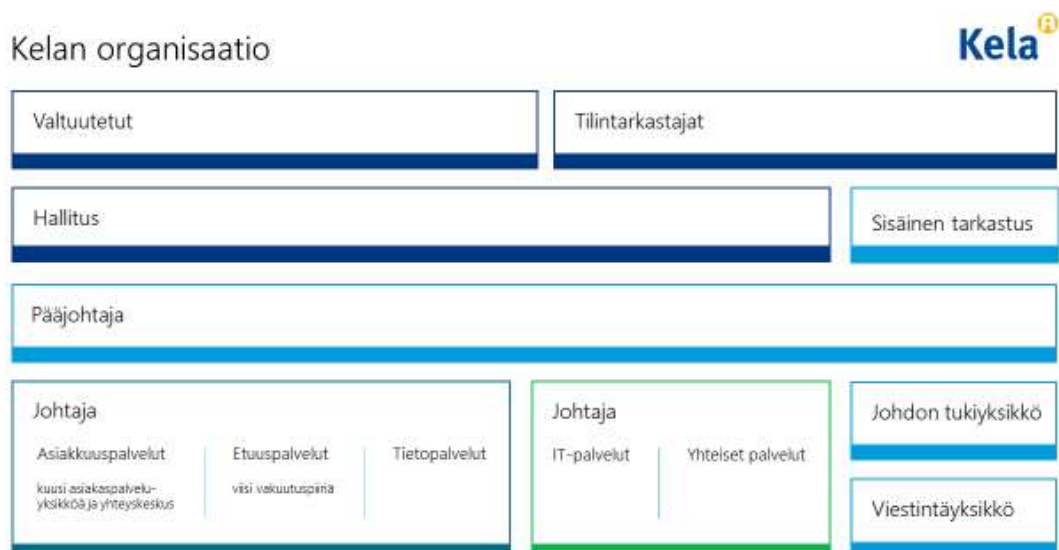 Kelan organisaatio
Kela
Valtuutetut
Tilintarkastajat
Hallitus
Sisäinen tarkastus
Pääjohtaja
Johtaja
Asiakkuuspalvelut
kuusi asiakaspalvelu-
yksikköä ja yhteyskeskus
Etuuspalvelut
viisi vakuutuspiiriä
Tietopalvelut
Johtaja
IT-palvelut
Yhteiset palvelut
Johdon tukiyksikkö
Viestintäyksikkö